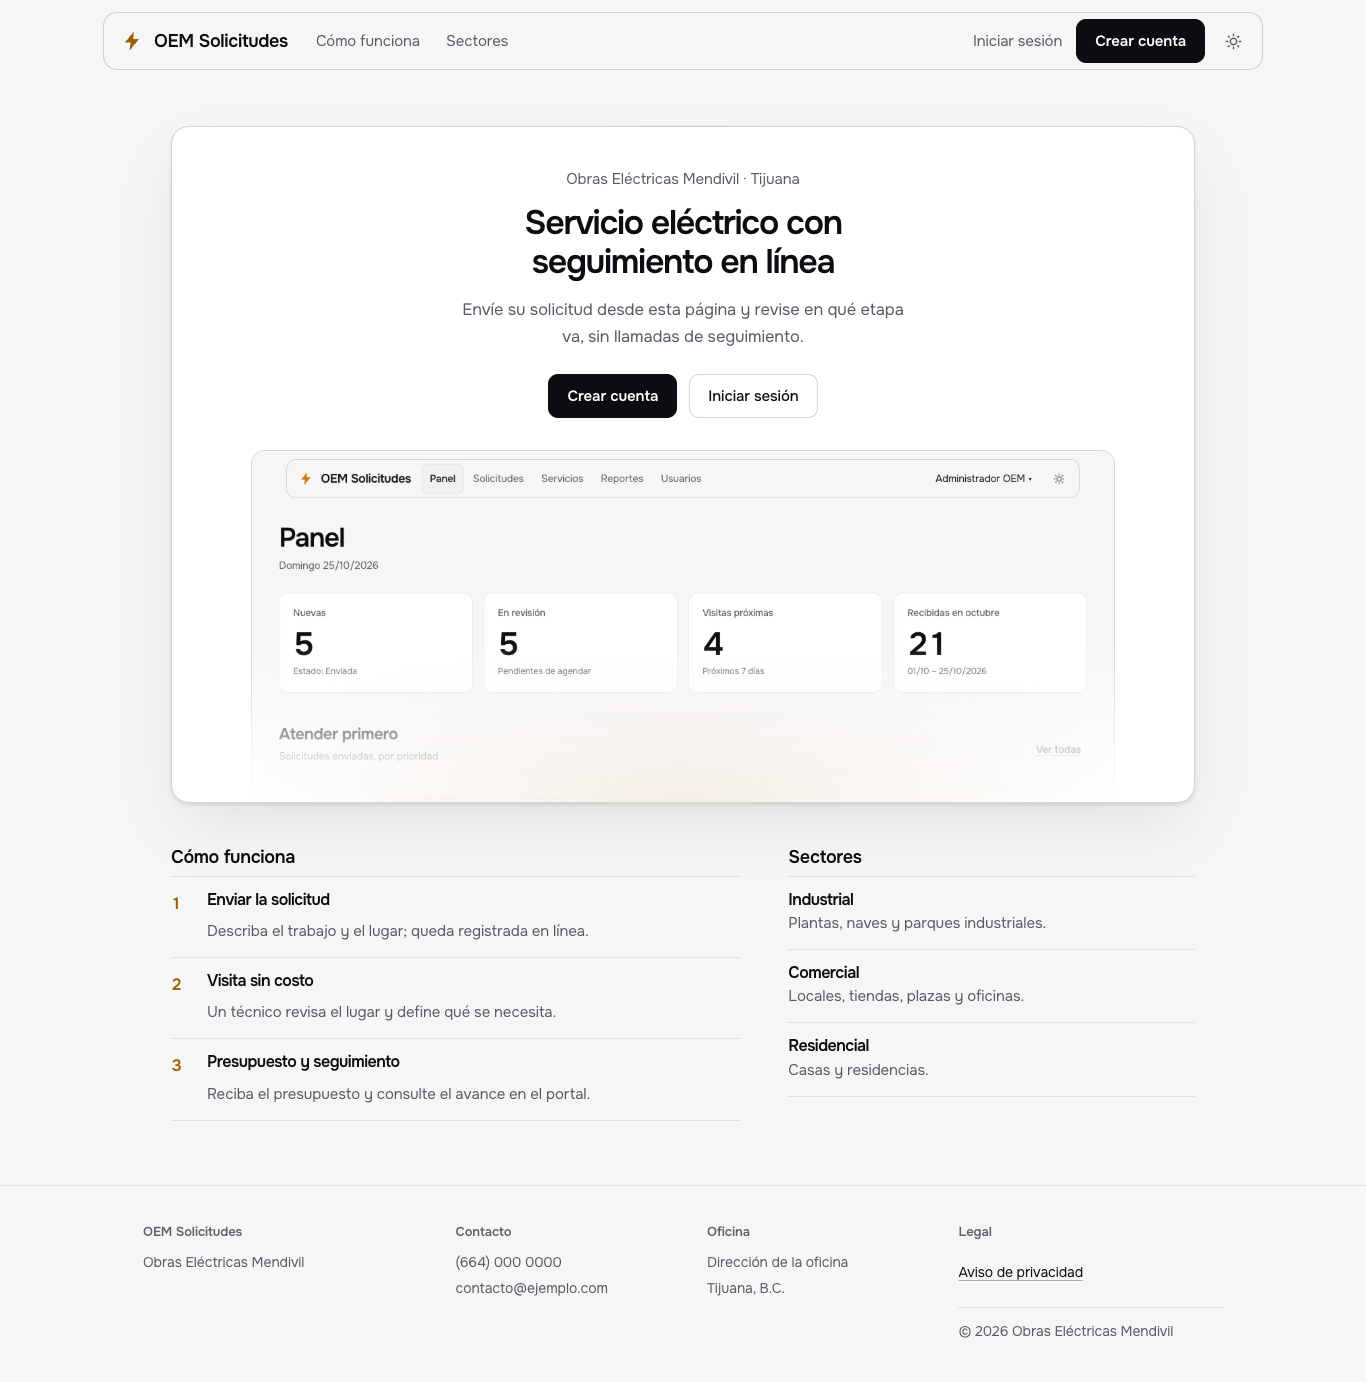 OEM Solicitudes
Cómo funciona
Sectores
Iniciar sesión
Crear cuenta
Obras Eléctricas Mendivil · Tijuana
Servicio eléctrico con
seguimiento en línea
Envíe su solicitud desde esta página y revise en qué etapa
va, sin llamadas de seguimiento.
Crear cuenta
Iniciar sesión
OEM Solicitudes
Panel
Solicitudes
Servicios
Reportes
Usuarios
Administrador OEM
Panel
Domingo 25/10/2026
Nuevas
5
Estado: Enviada
En revisión
5
Pendientes de agendar
Visitas próximas
4
Próximos 7 días
Recibidas en octubre
21
01/10 – 25/10/2026
Atender primero
Solicitudes enviadas, por prioridad
Ver todas
Cómo funciona
1
Enviar la solicitud
Describa el trabajo y el lugar; queda registrada en línea.
2
Visita sin costo
Un técnico revisa el lugar y define qué se necesita.
3
Presupuesto y seguimiento
Reciba el presupuesto y consulte el avance en el portal.
Sectores
Industrial
Plantas, naves y parques industriales.
Comercial
Locales, tiendas, plazas y oficinas.
Residencial
Casas y residencias.
OEM Solicitudes
Obras Eléctricas Mendivil
Contacto
(664) 000 0000
contacto@ejemplo.com
Oficina
Dirección de la oficina
Tijuana, B.C.
Legal
Aviso de privacidad
© 2026 Obras Eléctricas Mendivil